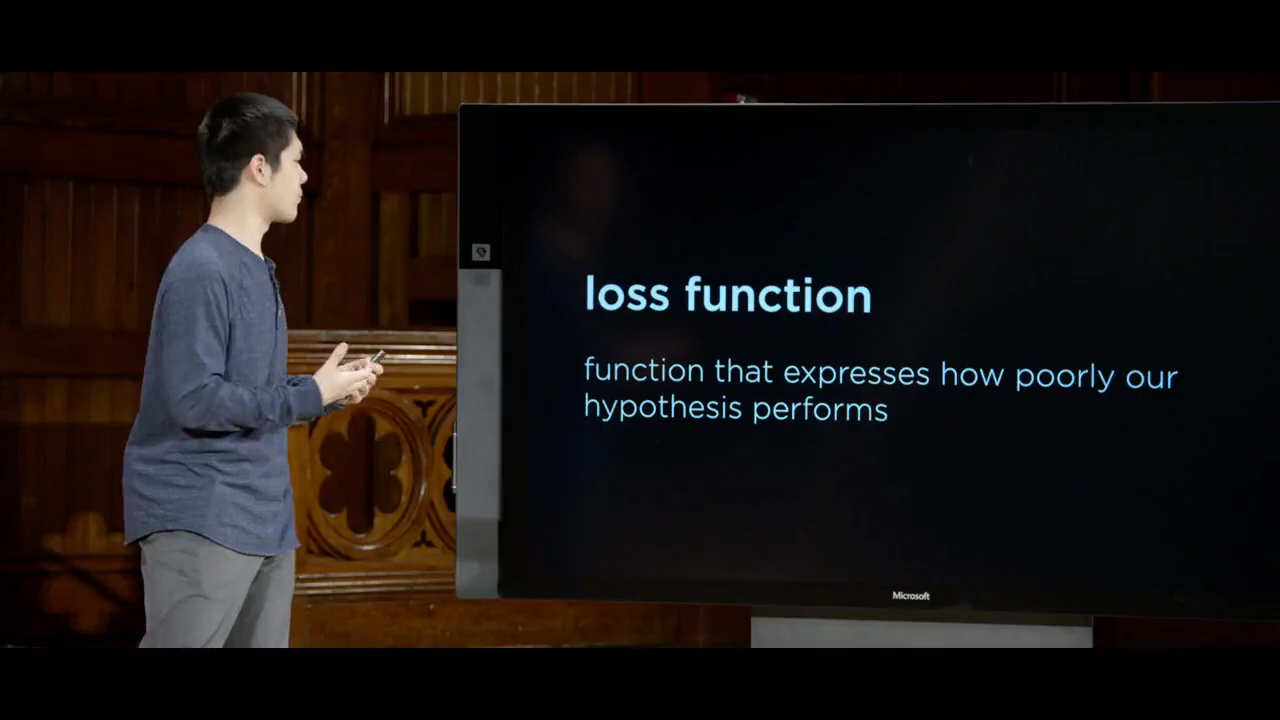 loss function
function that expresses how poorly our
hypothesis performs
Microsoft